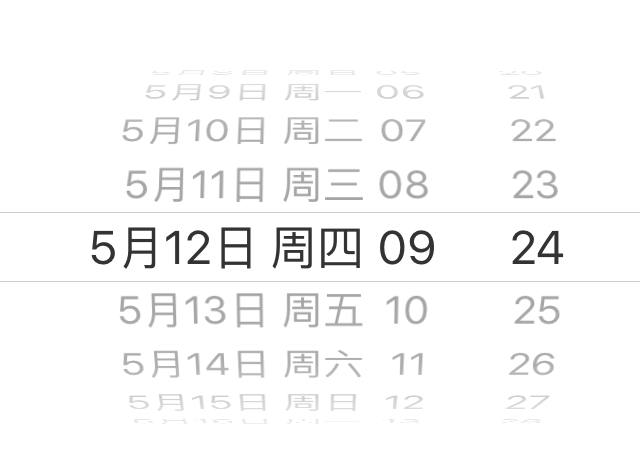 5月9日 周一 06 21
5月10日 周二 07 22
5月11日 周三 08 23
5月12日 周四 09 24
5月13日 周五 10 25
5月14日 周六 11 26
5月15日 周日 12 27